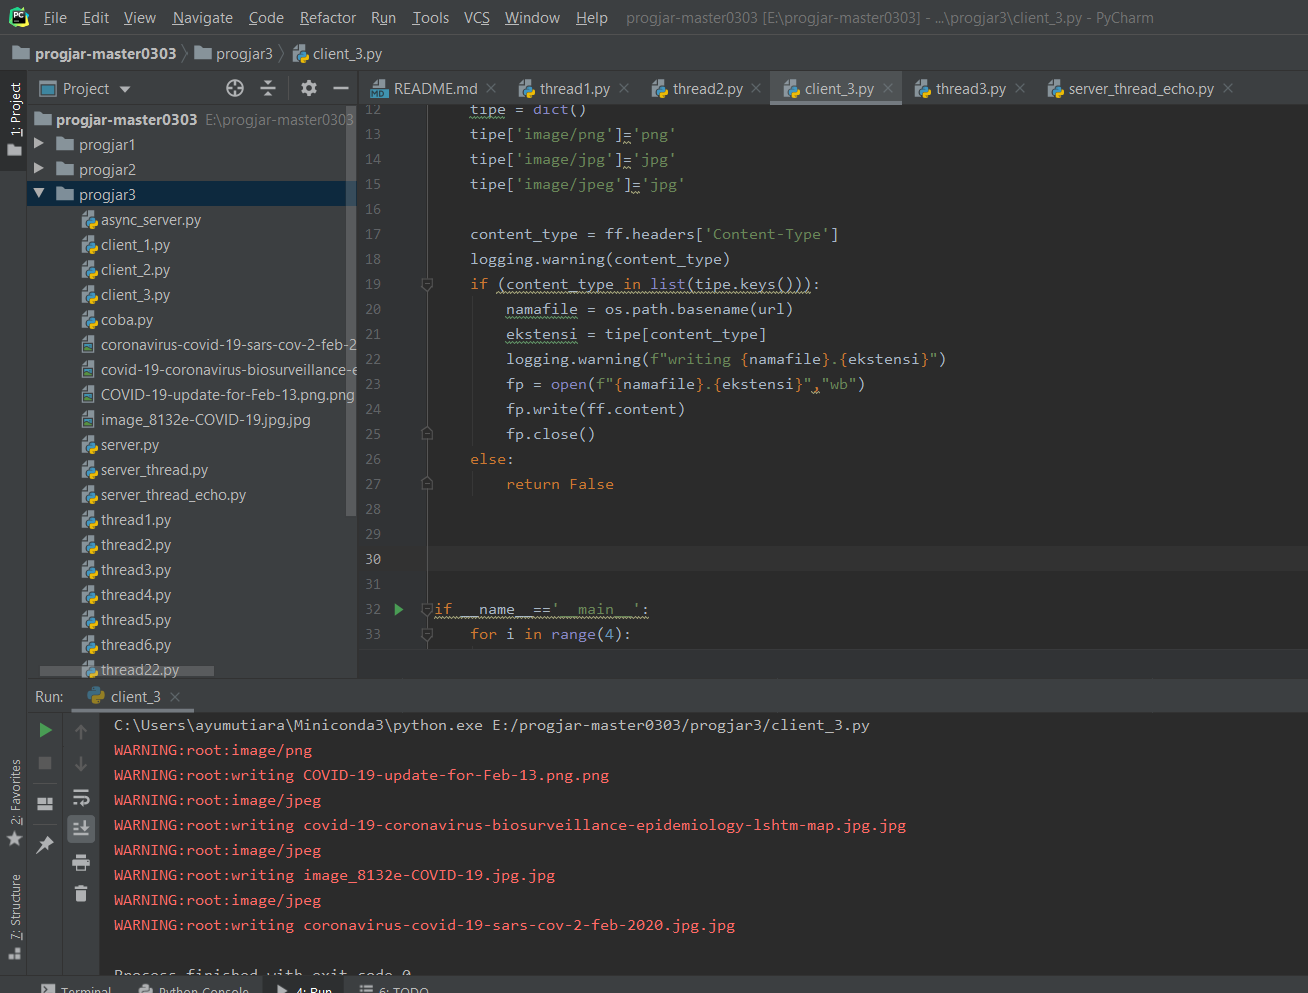 PC File Edit View Navigate Code Refactor Run Tools VCS Window Help progjar-master0303 [E:\progjar-master0303] - ...\progjar3\client_3.py - PyCharm
progjar-master0303 progjar3 client_3.py
1: Project
Project
README.md thread1.py thread2.py client_3.py thread3.py server_thread_echo.py
progjar-master0303 E:\progjar-master0303
progjar1
progjar2
progjar3
async_server.py
client_1.py
client_2.py
client_3.py
coba.py
coronavirus-covid-19-sars-cov-2-feb-2
covid-19-coronavirus-biosurveillance-e
COVID-19-update-for-Feb-13.png.png
image_8132e-COVID-19.jpg.jpg
server.py
server_thread.py
server_thread_echo.py
thread1.py
thread2.py
thread3.py
thread4.py
thread5.py
thread6.py
thread22.py
12 tipe = dict()
13 tipe['image/png']='png'
14 tipe['image/jpg']='jpg'
15 tipe['image/jpeg']='jpg'
16
17 content_type = ff.headers['Content-Type']
18 logging.warning(content_type)
19 if (content_type in list(tipe.keys())):
20 namafile = os.path.basename(url)
21 ekstensi = tipe[content_type]
22 logging.warning(f"writing {namafile}.{ekstensi}")
23 fp = open(f"{namafile}.{ekstensi}","wb")
24 fp.write(ff.content)
25 fp.close()
26 else:
27 return False
28
29
30
31
32 if __name__=='__main__':
33 for i in range(4):
Run: client_3
C:\Users\ayumutiara\Miniconda3\python.exe E:/progjar-master0303/progjar3/client_3.py
WARNING:root:image/png
WARNING:root:writing COVID-19-update-for-Feb-13.png.png
WARNING:root:image/jpeg
WARNING:root:writing covid-19-coronavirus-biosurveillance-epidemiology-lshtm-map.jpg.jpg
WARNING:root:image/jpeg
WARNING:root:writing image_8132e-COVID-19.jpg.jpg
WARNING:root:image/jpeg
WARNING:root:writing coronavirus-covid-19-sars-cov-2-feb-2020.jpg.jpg
Process finished with exit code 0
2: Favorites
7: Structure
Terminal Python Console 4: Run 6: TODO